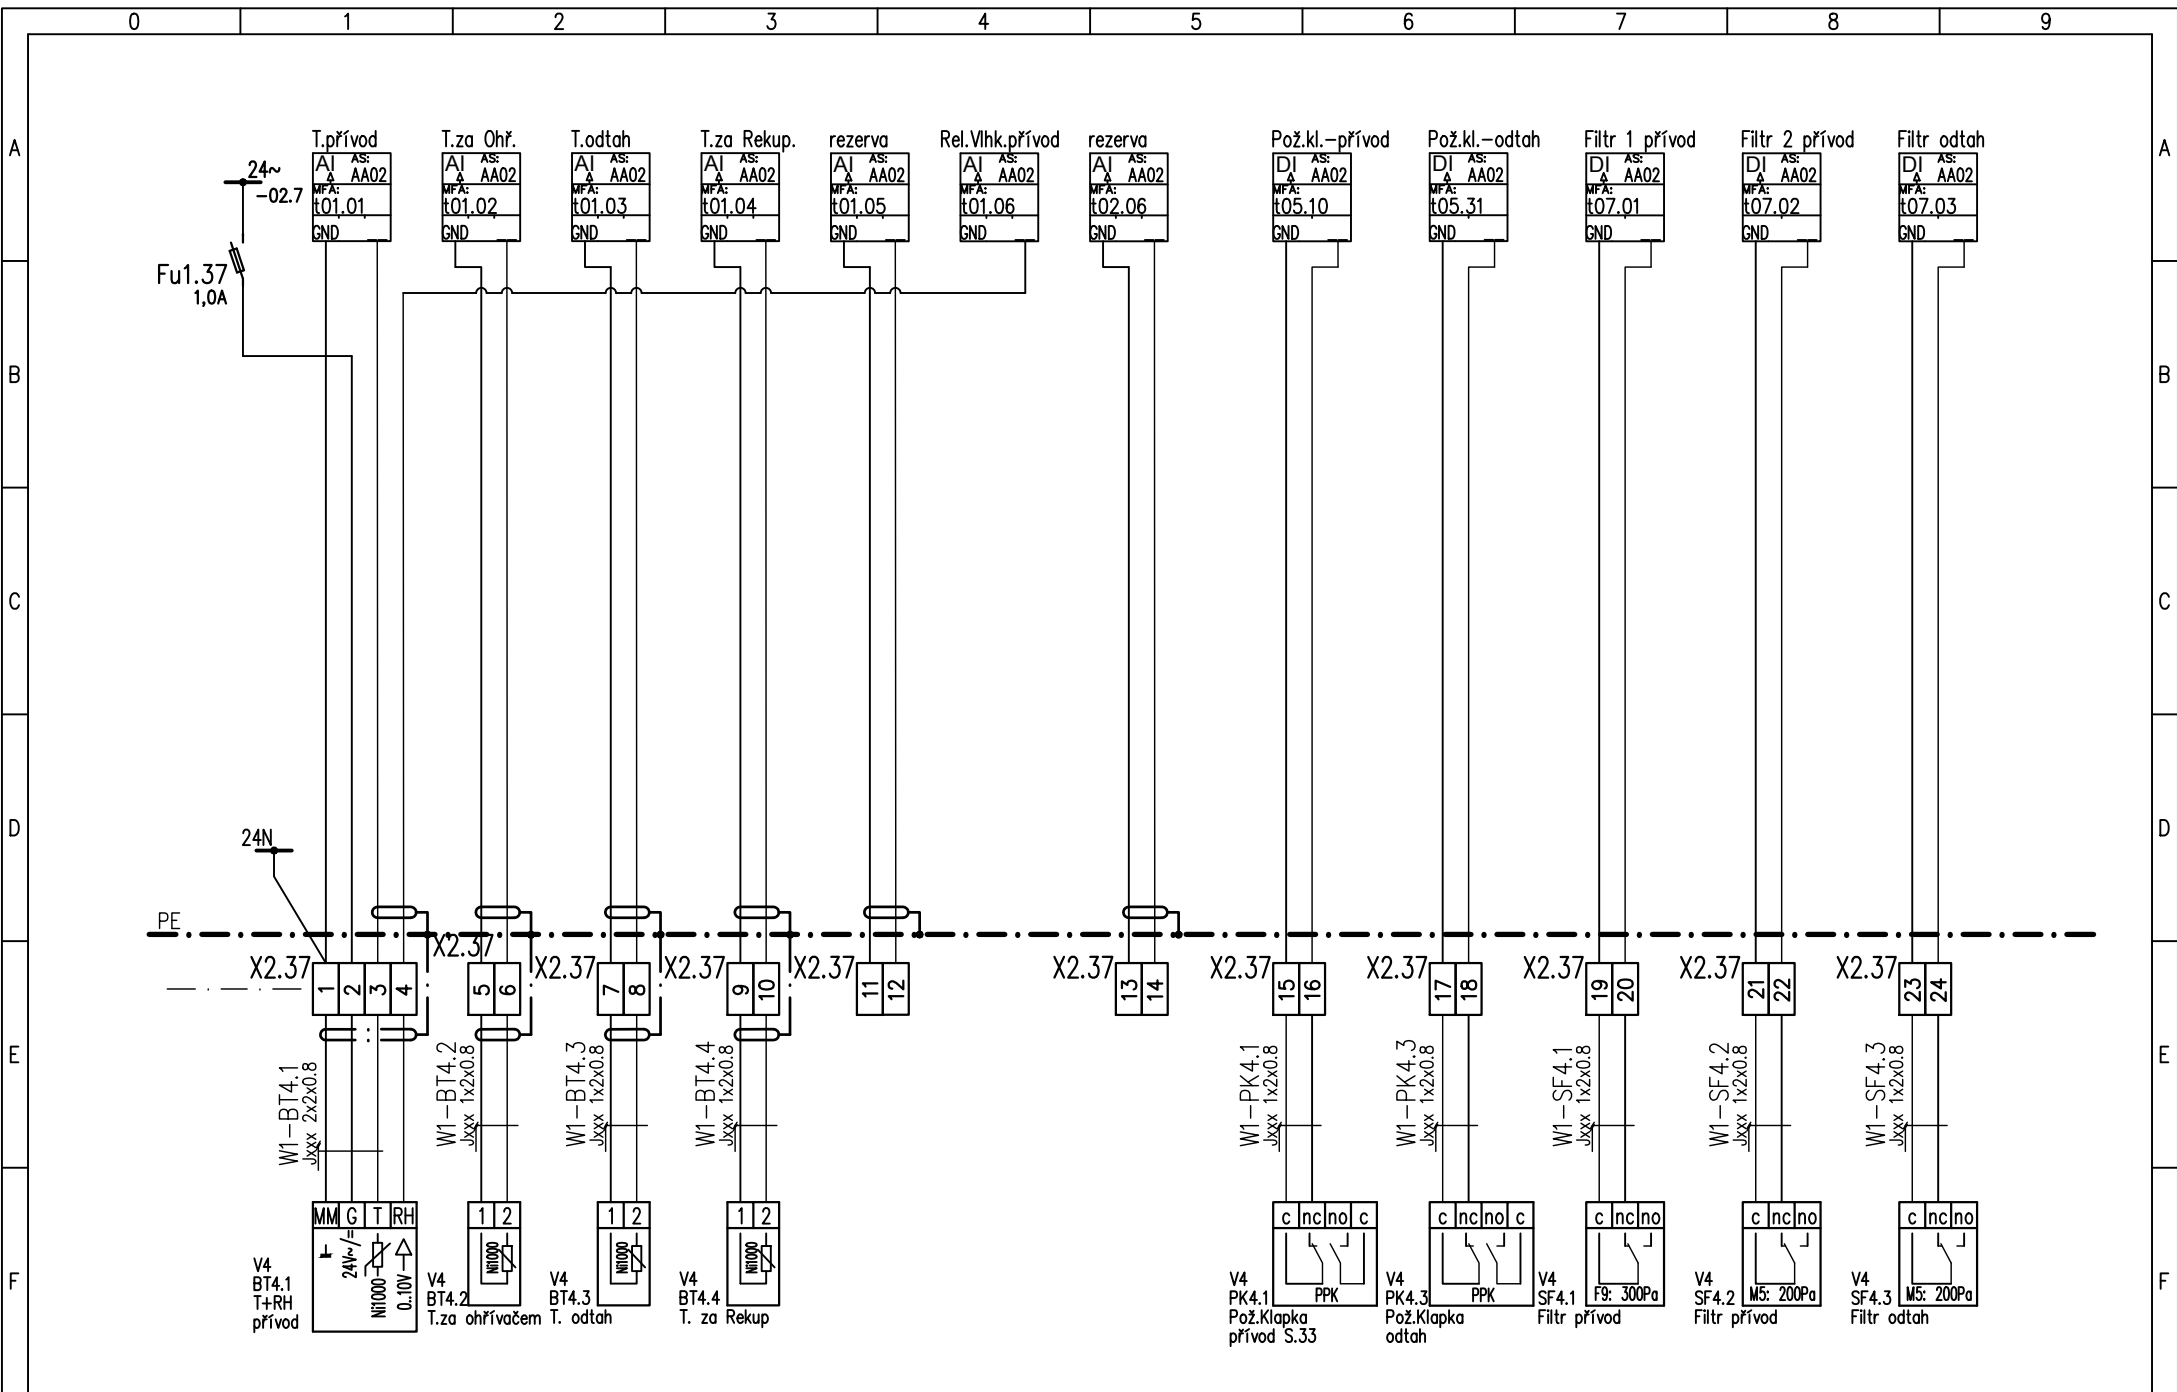 0 1 2 3 4 5 6 7 8 9
A A
B B
C C
D D
E E
F F
T.přívod T.za Ohř. T.odtah T.za Rekup. rezerva Rel.Vlhk.přívod rezerva Pož.kl.-přívod Pož.kl.-odtah Filtr 1 přívod Filtr 2 přívod Filtr odtah
AI AS: AA02 MFA: t01.01 GND
AI AS: AA02 MFA: t01.02 GND
AI AS: AA02 MFA: t01.03 GND
AI AS: AA02 MFA: t01.04 GND
AI AS: AA02 MFA: t01.05 GND
AI AS: AA02 MFA: t01.06 GND
AI AS: AA02 MFA: t02.06 GND
DI AS: AA02 MFA: t05.10 GND
DI AS: AA02 MFA: t05.31 GND
DI AS: AA02 MFA: t07.01 GND
DI AS: AA02 MFA: t07.02 GND
DI AS: AA02 MFA: t07.03 GND
24~
-02.7
Fu1.37
1,0A
24N
PE
X2.37 1 2 3 4
X2.37 5 6
X2.37 7 8
X2.37 9 10
X2.37 11 12
X2.37 13 14
X2.37 15 16
X2.37 17 18
X2.37 19 20
X2.37 21 22
X2.37 23 24
W1-BT4.1
Jxxx 2x2x0.8
W1-BT4.2
Jxxx 1x2x0.8
W1-BT4.3
Jxxx 1x2x0.8
W1-BT4.4
Jxxx 1x2x0.8
W1-PK4.1
Jxxx 1x2x0.8
W1-PK4.3
Jxxx 1x2x0.8
W1-SF4.1
Jxxx 1x2x0.8
W1-SF4.2
Jxxx 1x2x0.8
W1-SF4.3
Jxxx 1x2x0.8
MM G T RH
24V~/=
Ni1000
0..10V
V4
BT4.1
T+RH
přívod
1 2
Ni1000
V4
BT4.2
T.za ohřívačem
1 2
Ni1000
V4
BT4.3
T. odtah
1 2
Ni1000
V4
BT4.4
T. za Rekup
c nc no c
PPK
V4
PK4.1
Pož.Klapka
přívod S.33
c nc no c
PPK
V4
PK4.3
Pož.Klapka
odtah
c nc no
F9: 300Pa
V4
SF4.1
Filtr přívod
c nc no
M5: 200Pa
V4
SF4.2
Filtr přívod
c nc no
M5: 200Pa
V4
SF4.3
Filtr odtah